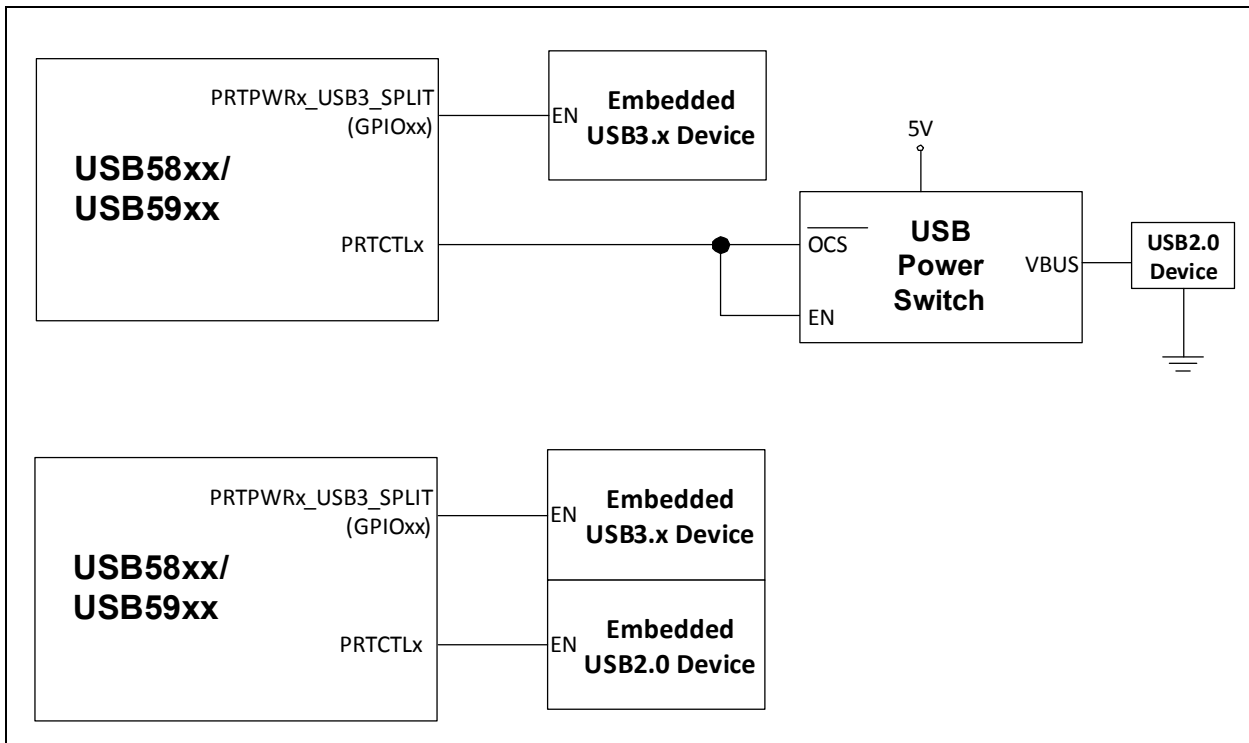 PRTPWRx_USB3_SPLIT
(GPIOxx)
USB58xx/
USB59xx
PRTCTLx
EN
Embedded
USB3.x Device
5V
OCS
EN
USB
Power
Switch
VBUS
USB2.0
Device
PRTPWRx_USB3_SPLIT
(GPIOxx)
USB58xx/
USB59xx
PRTCTLx
EN
Embedded
USB3.x Device
EN
Embedded
USB2.0 Device